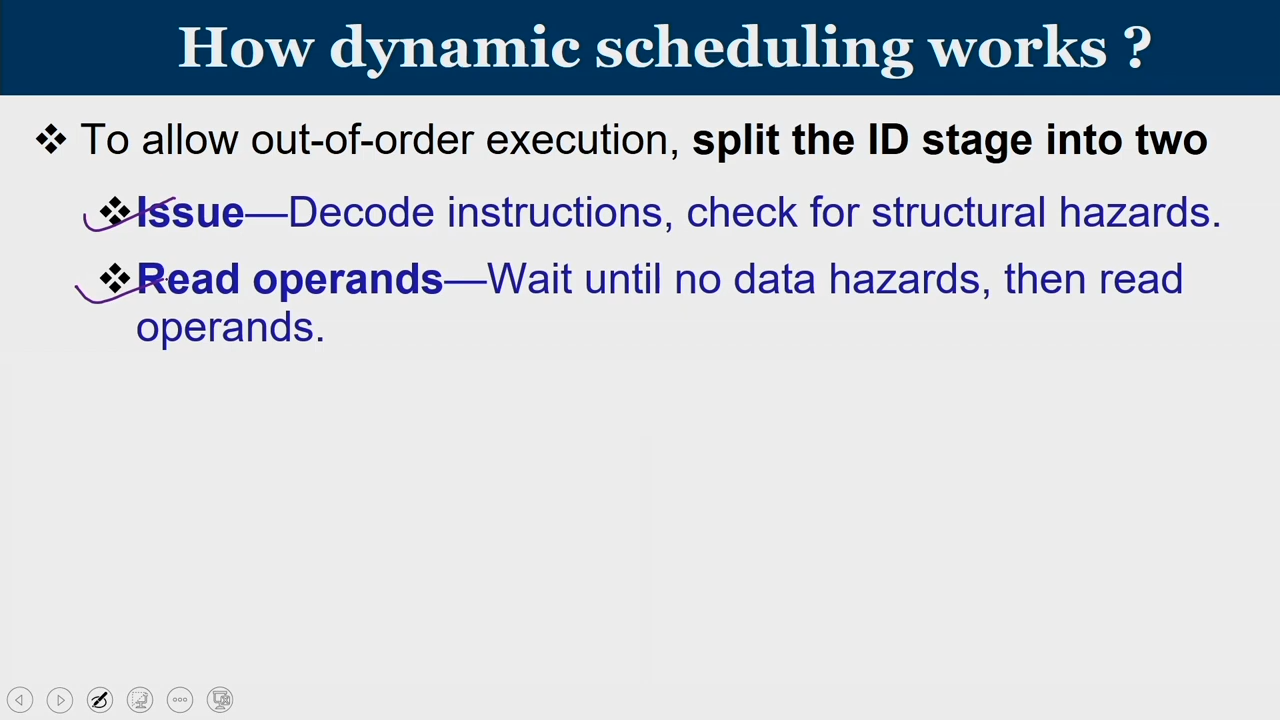 How dynamic scheduling works ?
❖ To allow out-of-order execution, split the ID stage into two
❖ Issue—Decode instructions, check for structural hazards.
❖ Read operands—Wait until no data hazards, then read
operands.